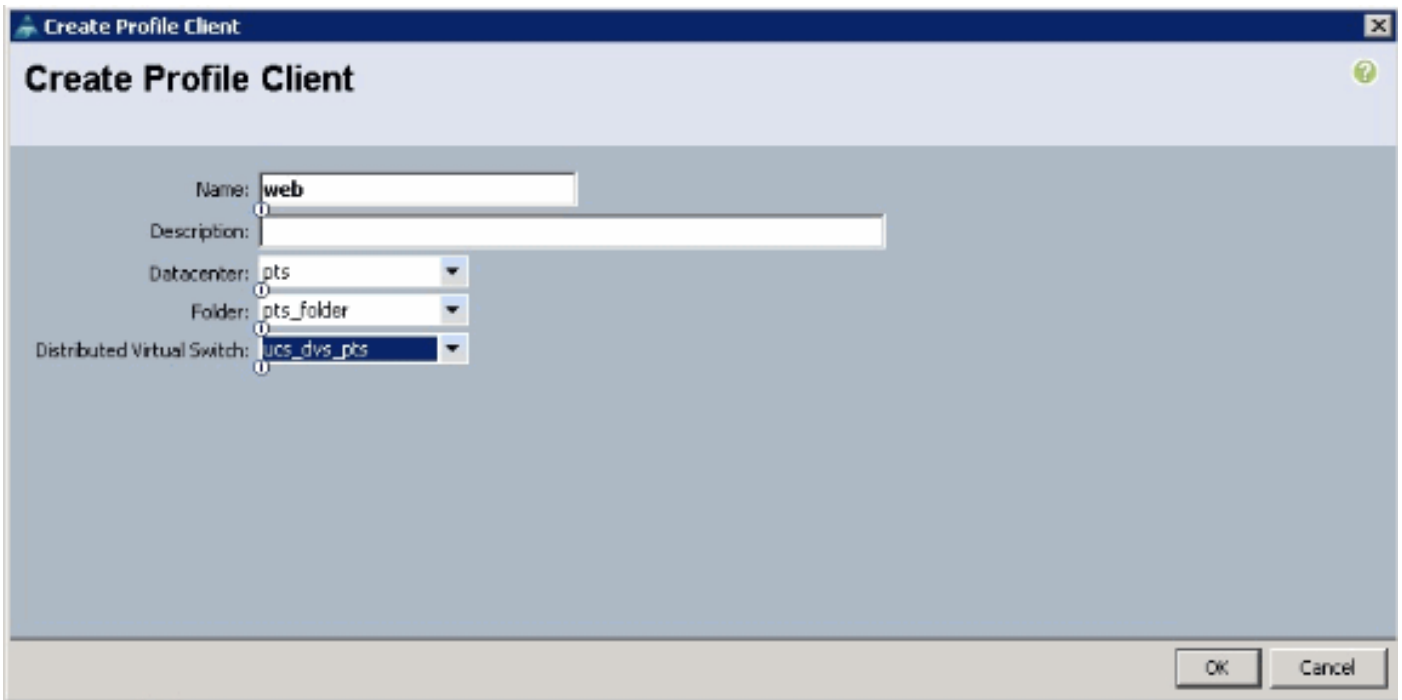 Create Profile Client
Create Profile Client
Name: web
Description:
Datacenter: pts
Folder: pts_folder
Distributed Virtual Switch: ucs_dvs_pts
OK Cancel